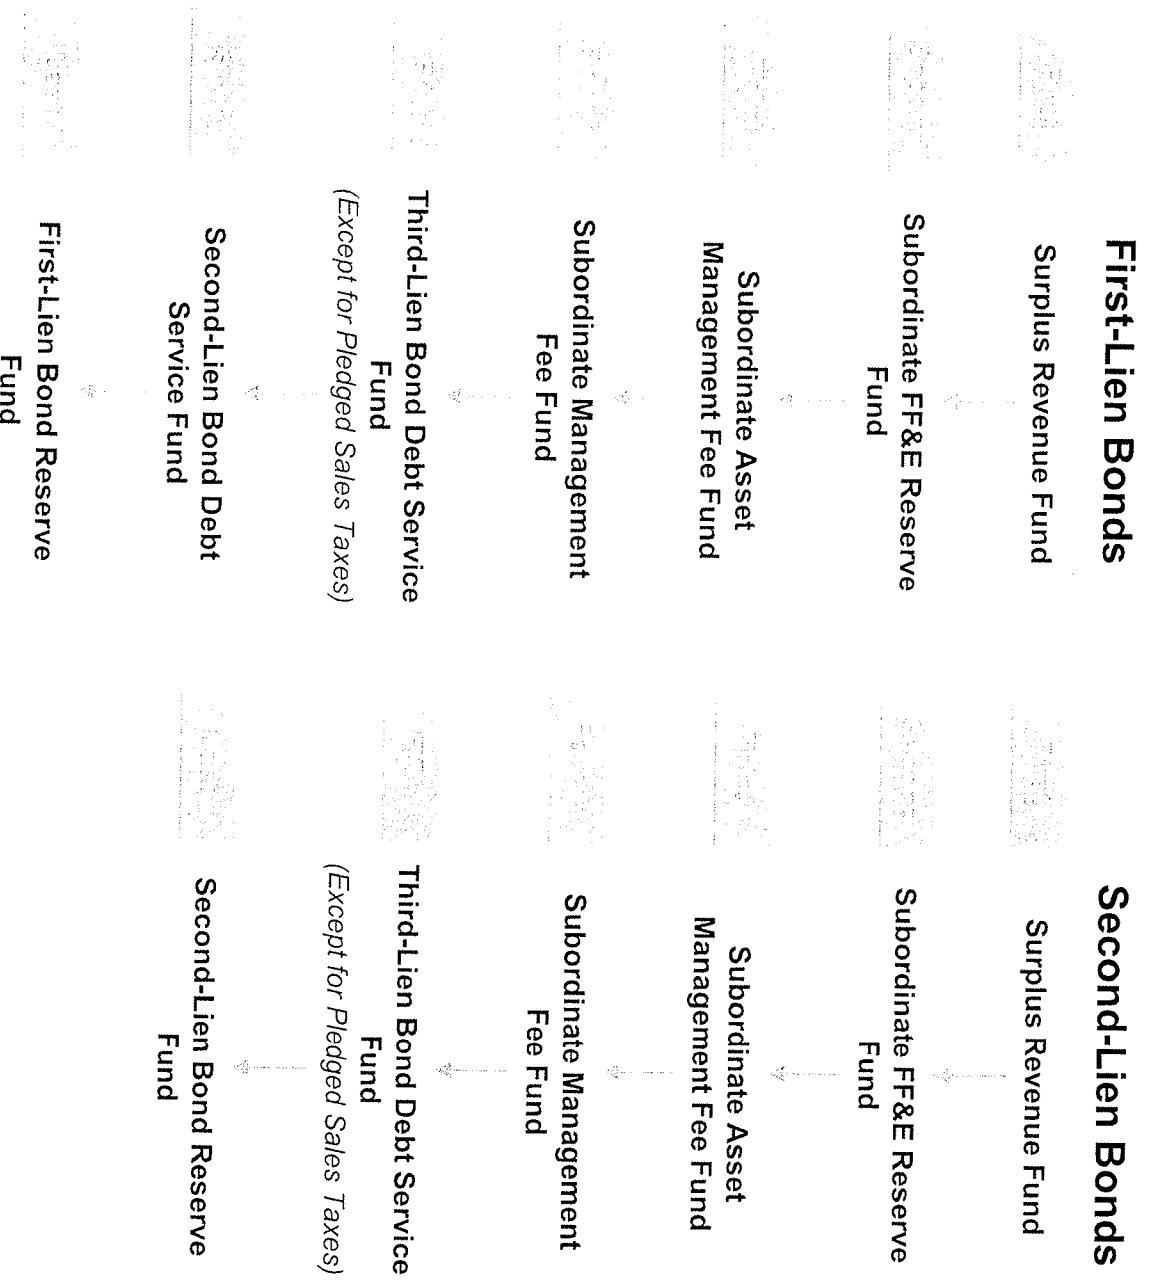 First-Lien Bonds
Surplus Revenue Fund
Subordinate FF&E Reserve
Fund
Subordinate Asset
Management Fee Fund
Subordinate Management
Fee Fund
Third-Lien Bond Debt Service
Fund
(Except for Pledged Sales Taxes)
Second-Lien Bond Debt
Service Fund
First-Lien Bond Reserve
Fund
Second-Lien Bonds
Surplus Revenue Fund
Subordinate FF&E Reserve
Fund
Subordinate Asset
Management Fee Fund
Subordinate Management
Fee Fund
Third-Lien Bond Debt Service
Fund
(Except for Pledged Sales Taxes)
Second-Lien Bond Reserve
Fund